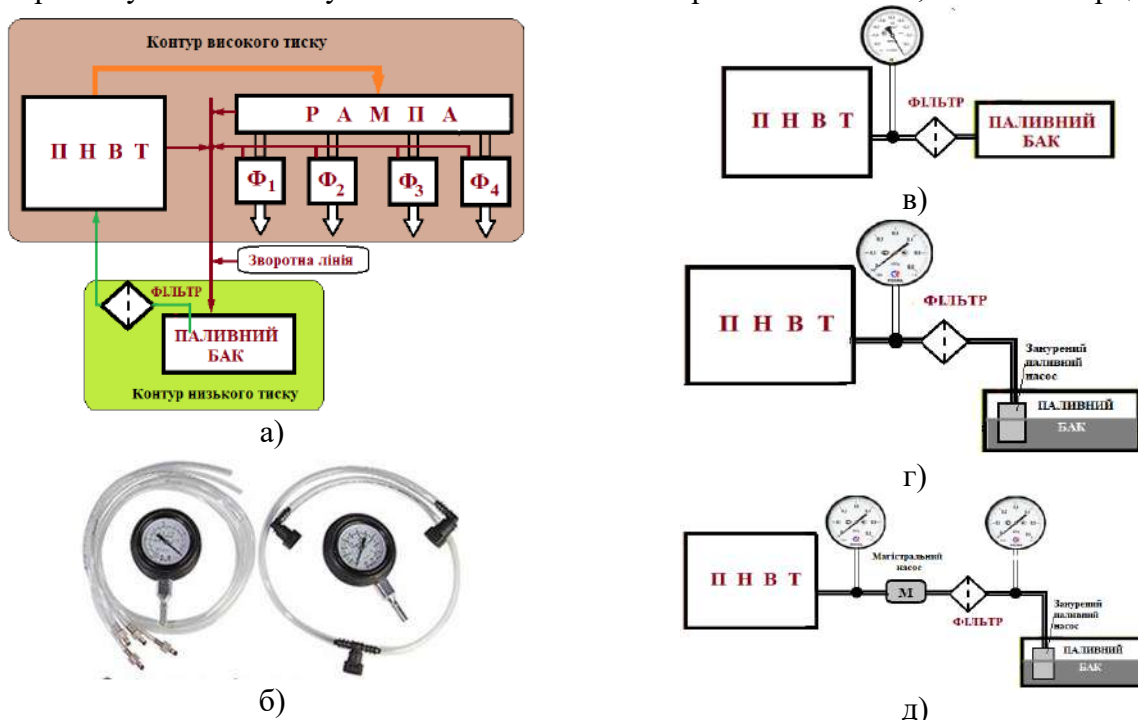 Контур високого тиску
Р А М П А
П Н В Т
Ф1
Ф2
Ф3
Ф4
Зворотна лінія
ФІЛЬТР
ПАЛИВНИЙ
БАК
Контур низького тиску
а)
б)
П Н В Т
ФІЛЬТР
ПАЛИВНИЙ
БАК
в)
П Н В Т
ФІЛЬТР
Занурений
паливний
насос
ПАЛИВНИЙ
БАК
г)
П Н В Т
Магістральний
насос
М
ФІЛЬТР
Занурений
паливний
насос
ПАЛИВНИЙ
БАК
д)